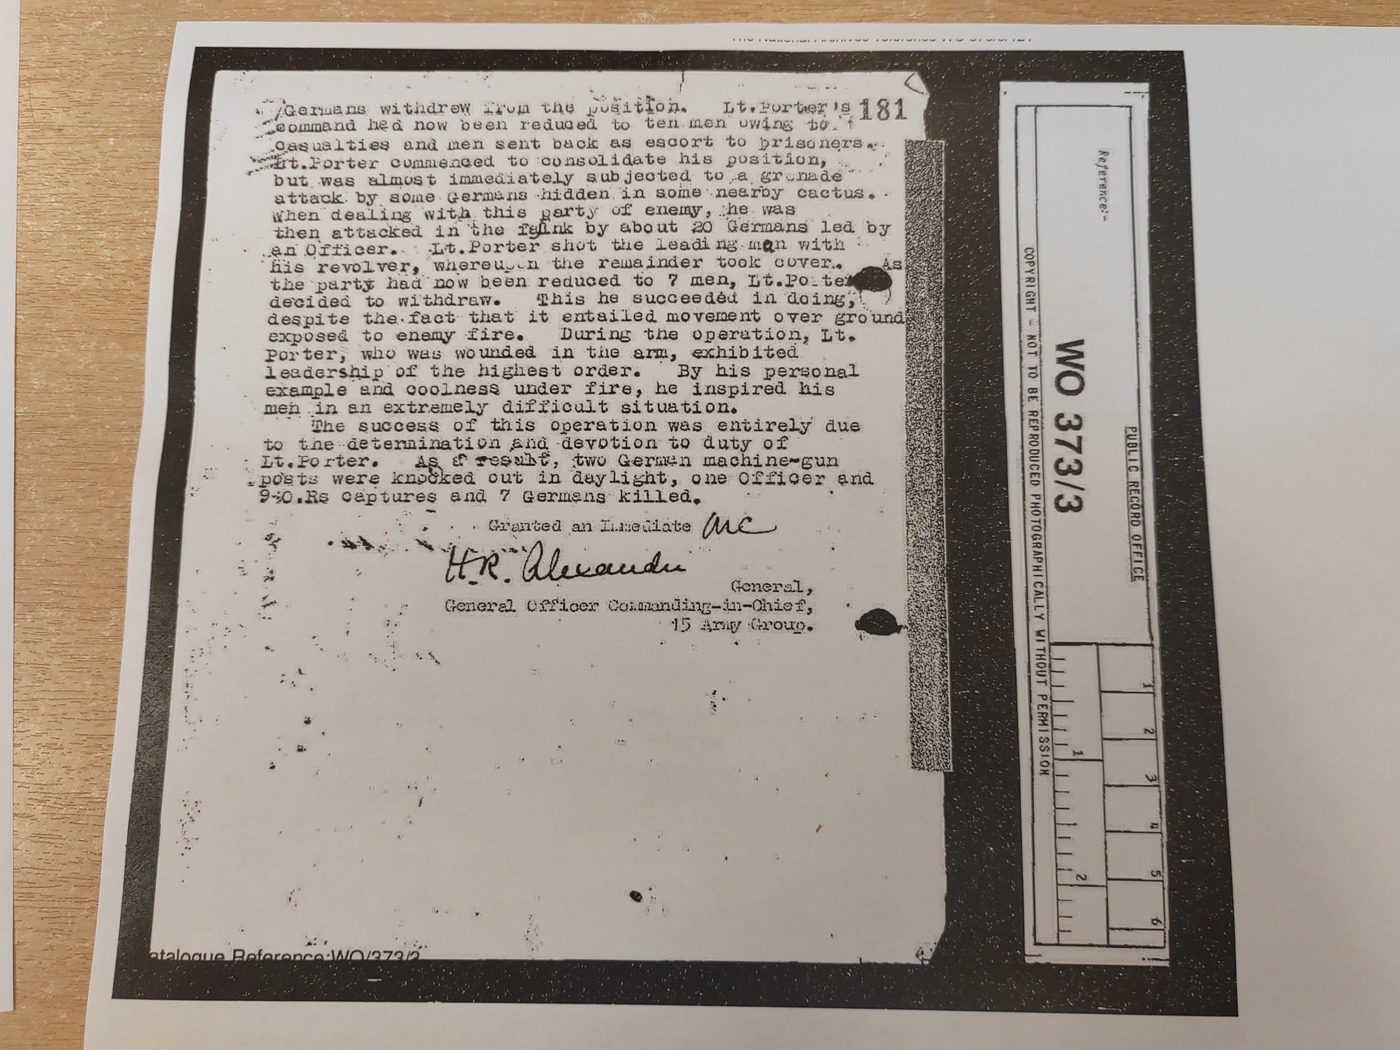 The National Archives reference WO 373/3/121
Germans withdrew from the position. Lt.Porter's 181
command had now been reduced to ten men owing to
casualties and men sent back as escort to prisoners.
Lt.Porter commenced to consolidate his position,
but was almost immediately subjected to a grenade
attack by some Germans hidden in some nearby cactus.
When dealing with this party of enemy, he was
then attacked in the flank by about 20 Germans led by
an Officer. Lt.Porter shot the leading man with
his revolver, whereupon the remainder took cover. As
the party had now been reduced to 7 men, Lt.Porter
decided to withdraw. This he succeeded in doing,
despite the fact that it entailed movement over ground
exposed to enemy fire. During the operation, Lt.
Porter, who was wounded in the arm, exhibited
leadership of the highest order. By his personal
example and coolness under fire, he inspired his
men in an extremely difficult situation.
The success of this operation was entirely due
to the determination and devotion to duty of
Lt.Porter. As a result, two German machine-gun
posts were knocked out in daylight, one Officer and
9 O.Rs captures and 7 Germans killed.
Granted an Immediate MC
H.R. Alexander
General,
General Officer Commanding-in-Chief,
15 Army Group.
atalogue Reference:WO/373/3
Reference:-
PUBLIC RECORD OFFICE
WO 373/3
COPYRIGHT - NOT TO BE REPRODUCED PHOTOGRAPHICALLY WITHOUT PERMISSION
1 2 3 4 5 6
1 2